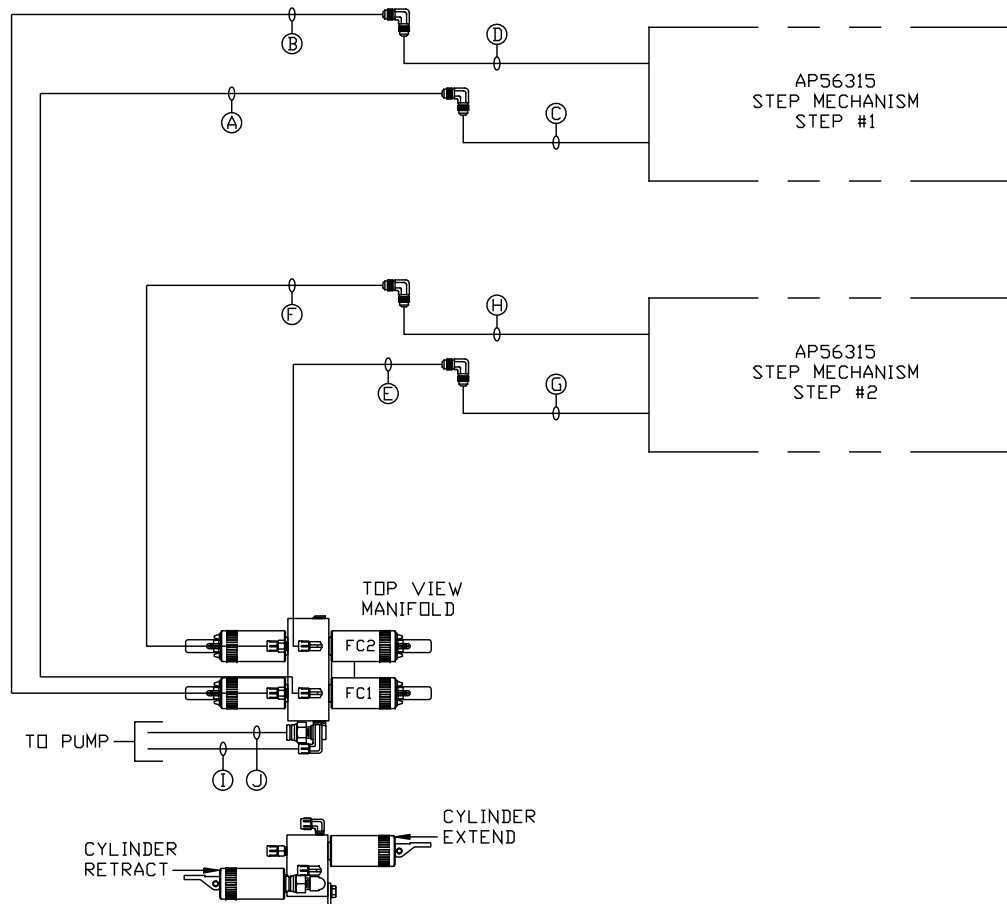 B
D
AP56315
STEP MECHANISM
STEP #1
A
C
F
H
AP56315
STEP MECHANISM
STEP #2
E
G
TOP VIEW
MANIFOLD
FC2
FC1
TO PUMP
I
J
CYLINDER
EXTEND
CYLINDER
RETRACT